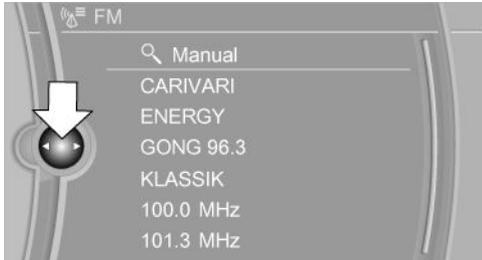 FM
Manual
CARIVARI
ENERGY
GONG 96.3
KLASSIK
100.0 MHz
101.3 MHz